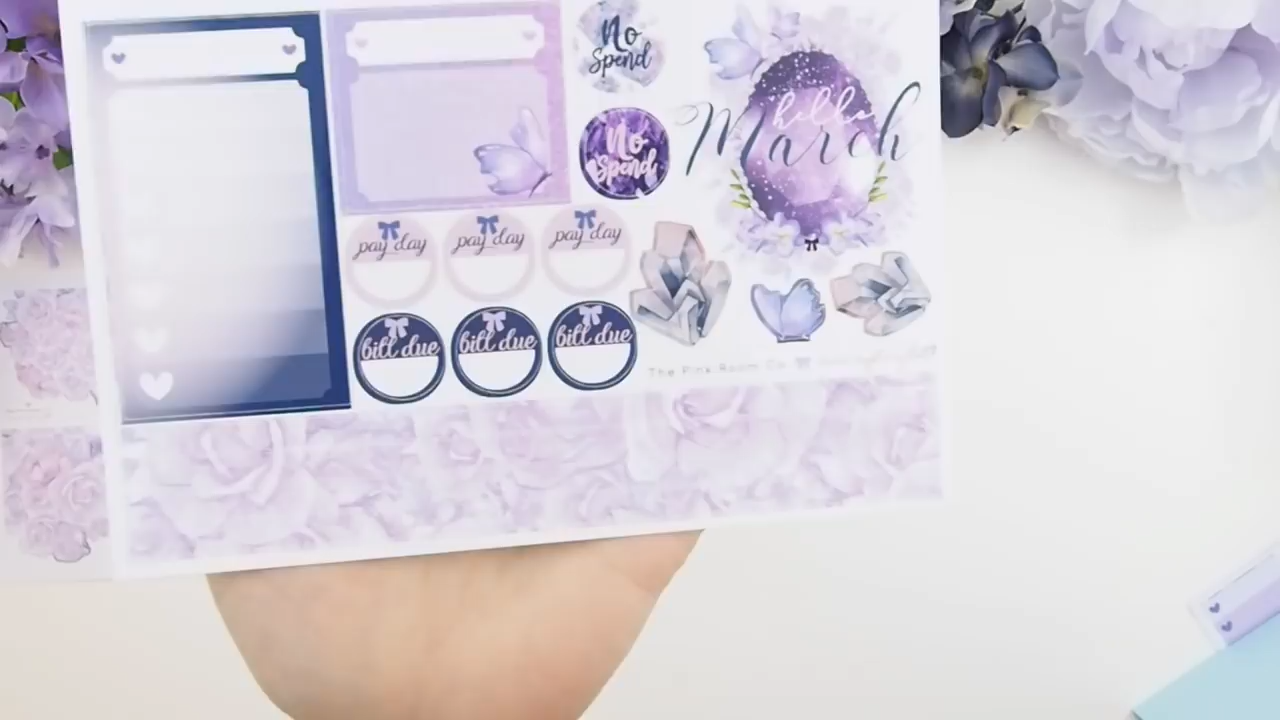 No
Spend
No
Spend
hello
March
pay day
pay day
pay day
bill due
bill due
bill due
The Pink Room Co.